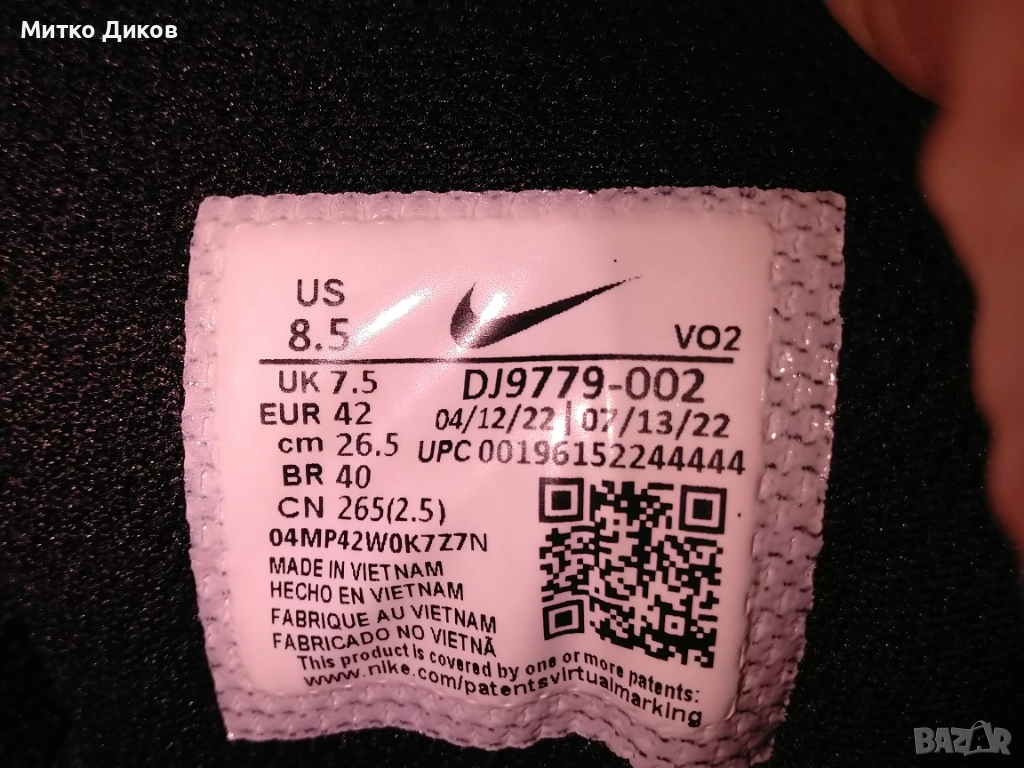 Митко Диков
US
8.5
VO2
UK 7.5
DJ9779-002
EUR 42
04/12/22 | 07/13/22
cm 26.5
UPC 00196152244444
BR 40
CN 265(2.5)
04MP42W0K7Z7N
MADE IN VIETNAM
HECHO EN VIETNAM
FABRIQUE AU VIETNAM
FABRICADO NO VIETNÃ
This product is covered by one or more patents:
www.nike.com/patentsvirtualmarking
BAZAR